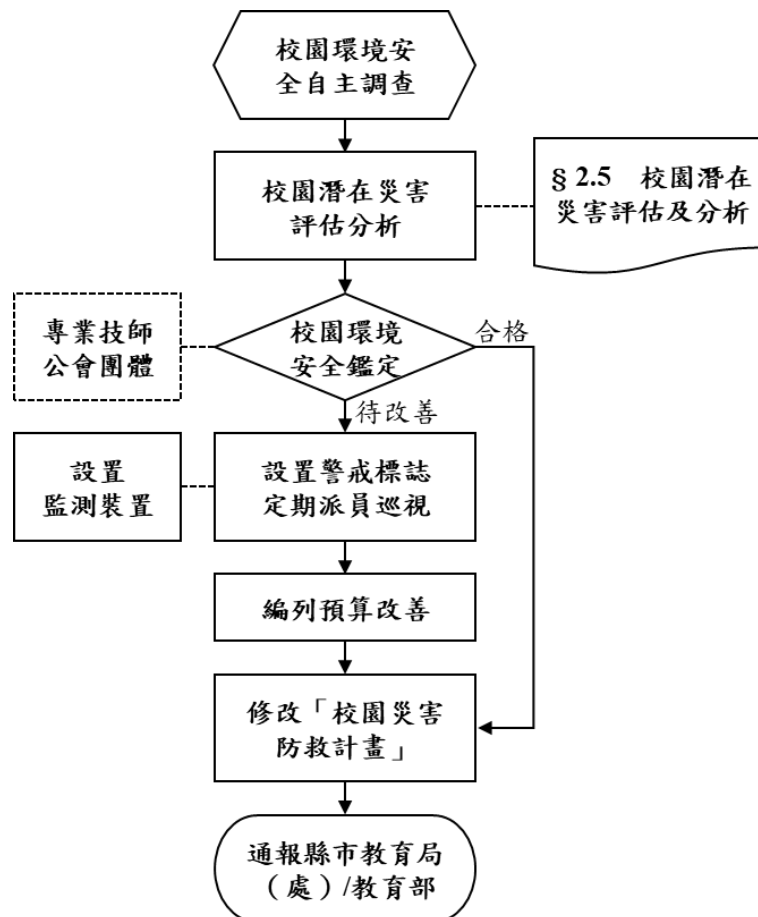 校園環境安
全自主調查
校園潛在災害
評估分析
§ 2.5　校園潛在
災害評估及分析
專業技師
公會團體
校園環境
安全鑑定
合格
待改善
設置
監測裝置
設置警戒標誌
定期派員巡視
編列預算改善
修改「校園災害
防救計畫」
通報縣市教育局
（處）/教育部